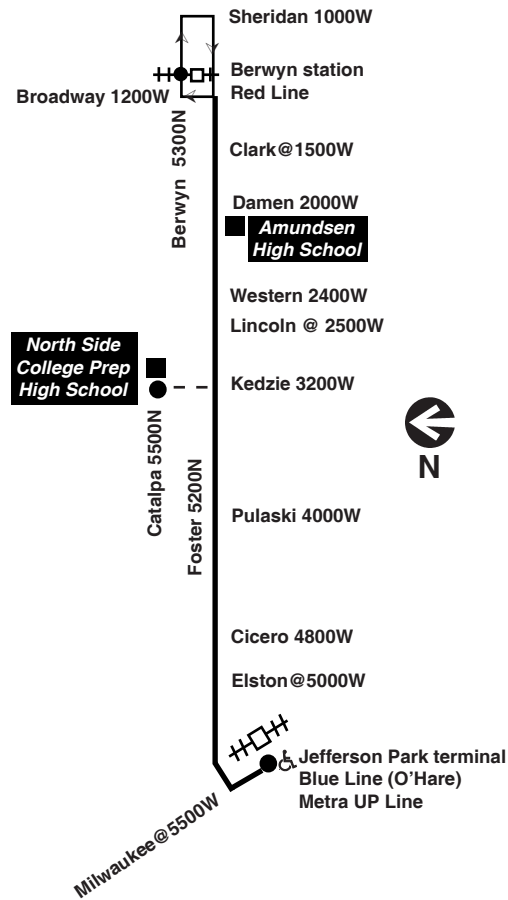 Sheridan 1000W
Berwyn station
Red Line
Broadway 1200W
Berwyn 5300N
Clark@1500W
Damen 2000W
Amundsen
High School
Western 2400W
Lincoln @ 2500W
North Side
College Prep
High School
Kedzie 3200W
N
Catalpa 5500N
Foster 5200N
Pulaski 4000W
Cicero 4800W
Elston@5000W
Jefferson Park terminal
Blue Line (O’Hare)
Metra UP Line
Milwaukee@5500W